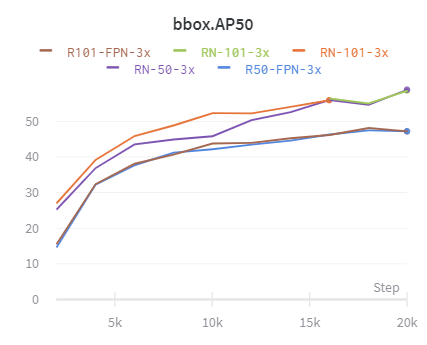 bbox.AP50
R101-FPN-3x RN-101-3x RN-101-3x
RN-50-3x R50-FPN-3x
50
40
30
20
10
0
Step
5k 10k 15k 20k